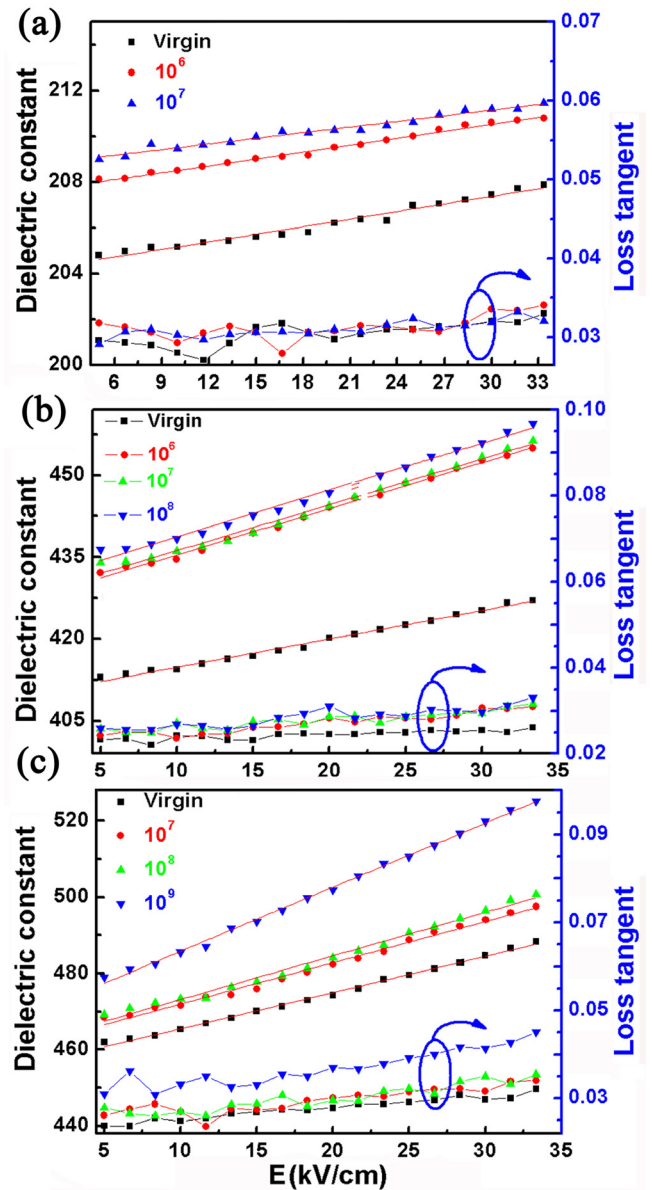 (a)
Virgin
10^6
10^7
Dielectric constant
212
208
204
200
Loss tangent
0.07
0.06
0.05
0.04
0.03
6 9 12 15 18 21 24 27 30 33
(b)
Virgin
10^6
10^7
10^8
Dielectric constant
450
435
420
405
Loss tangent
0.10
0.08
0.06
0.04
0.02
5 10 15 20 25 30 35
(c)
Virgin
10^7
10^8
10^9
Dielectric constant
520
500
480
460
440
Loss tangent
0.09
0.07
0.05
0.03
5 10 15 20 25 30 35
E (kV/cm)